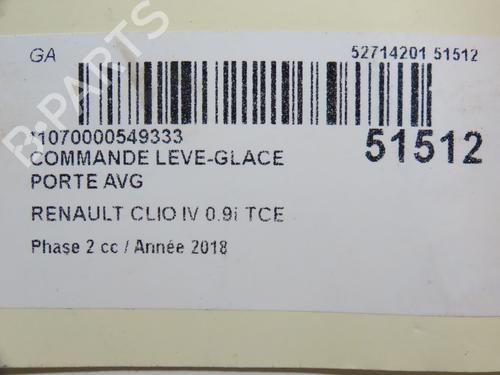 GA
52714201 51512
*1070000549333
51512
COMMANDE LEVE-GLACE
PORTE AVG
RENAULT CLIO IV 0.9i TCE
Phase 2 cc / Année 2018
B-PARTS